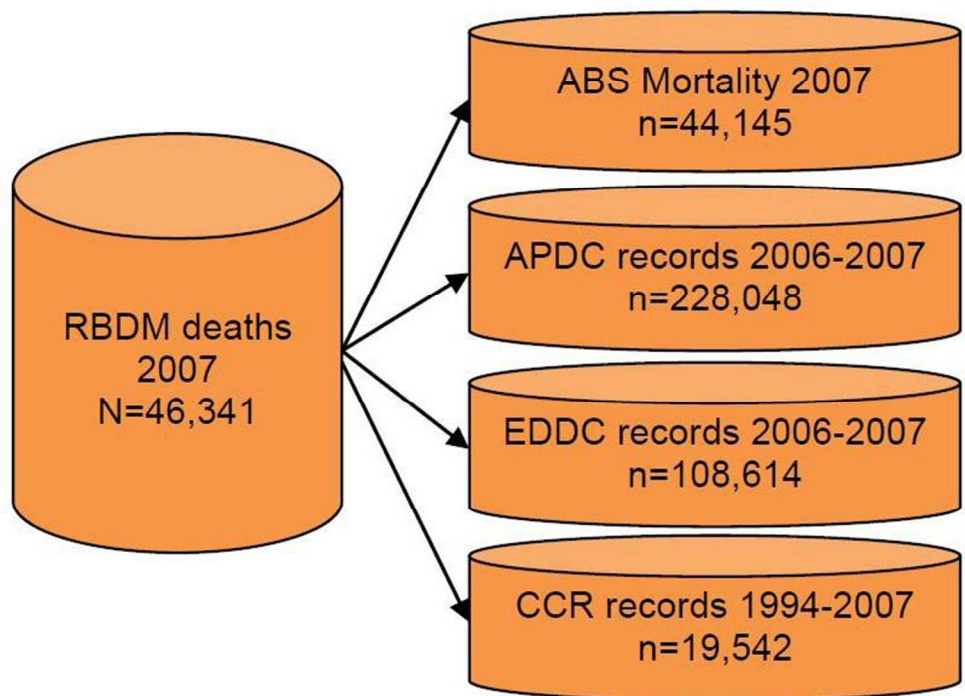 RBDM deaths
2007
N=46,341
ABS Mortality 2007
n=44,145
APDC records 2006-2007
n=228,048
EDDC records 2006-2007
n=108,614
CCR records 1994-2007
n=19,542